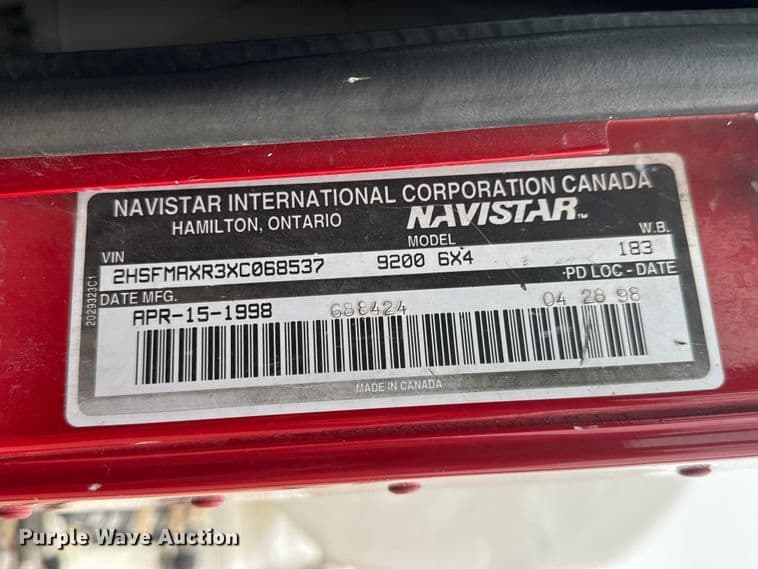 NAVISTAR INTERNATIONAL CORPORATION CANADA
HAMILTON, ONTARIO
NAVISTAR™
VIN
MODEL
W.B.
2HSFMAXR3XC068537
9200 6X4
183
DATE MFG.
PD LOC - DATE
APR-15-1998
688424
04 28 98
2029323C1
MADE IN CANADA
Purple Wave Auction